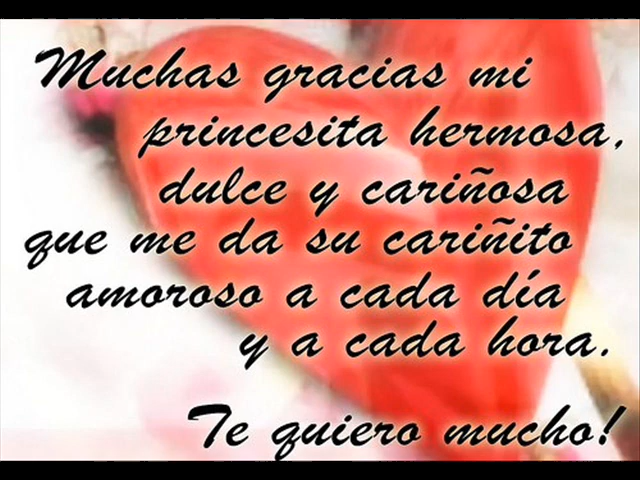 Muchas gracias mi
princesita hermosa,
dulce y cariñosa
que me da su cariñito
amoroso a cada día
y a cada hora.
Te quiero mucho!